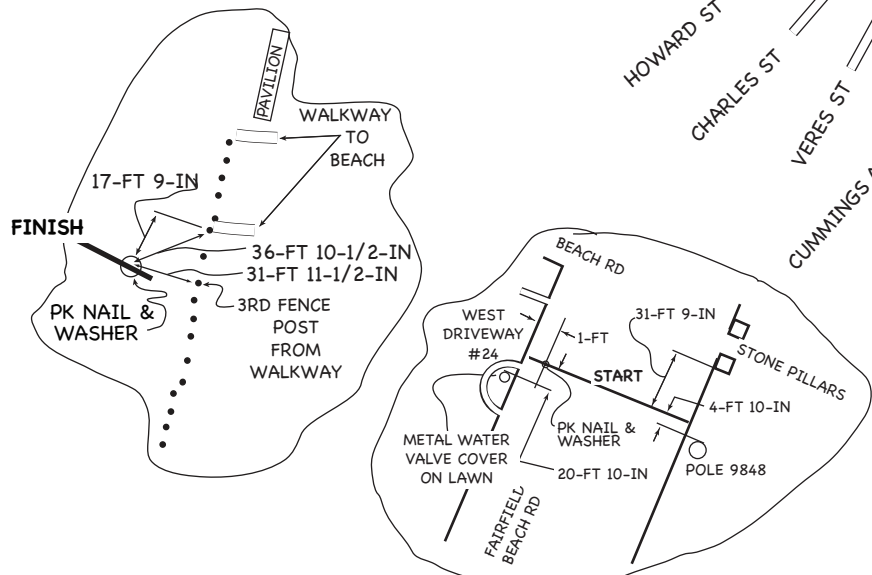 HOWARD ST
CHARLES ST
VERES ST
CUMMINGS
PAVILION
WALKWAY
TO
BEACH
17-FT 9-IN
FINISH
36-FT 10-1/2-IN
31-FT 11-1/2-IN
PK NAIL &
WASHER
3RD FENCE
POST
FROM
WALKWAY
BEACH RD
WEST
DRIVEWAY
#24
1-FT
31-FT 9-IN
STONE PILLARS
START
4-FT 10-IN
PK NAIL &
WASHER
METAL WATER
VALVE COVER
ON LAWN
20-FT 10-IN
POLE 9848
FAIRFIELD
BEACH RD